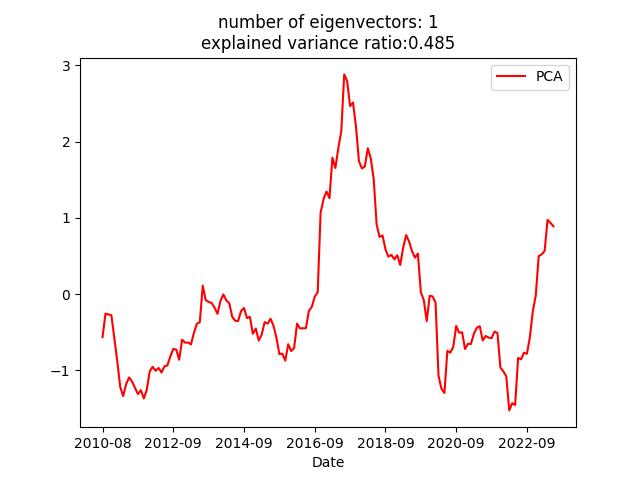 number of eigenvectors: 1
explained variance ratio:0.485
PCA
3
2
1
0
−1
2010-08 2012-09 2014-09 2016-09 2018-09 2020-09 2022-09
Date